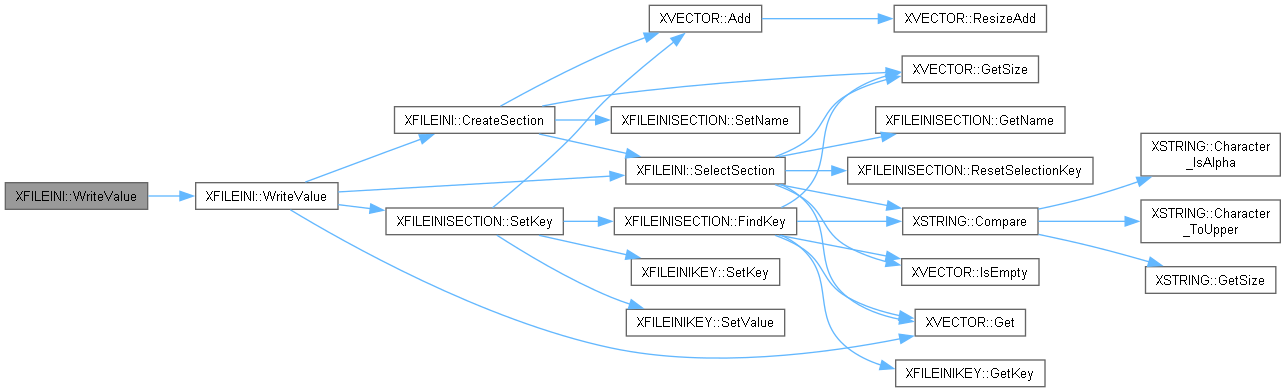 XFILEINI::WriteValue
XFILEINI::WriteValue
XFILEINI::CreateSection
XFILEINISECTION::SetKey
XVECTOR::Add
XFILEINISECTION::SetName
XFILEINI::SelectSection
XFILEINISECTION::FindKey
XFILEINIKEY::SetKey
XFILEINIKEY::SetValue
XVECTOR::ResizeAdd
XVECTOR::GetSize
XFILEINISECTION::GetName
XFILEINISECTION::ResetSelectionKey
XSTRING::Compare
XVECTOR::IsEmpty
XVECTOR::Get
XFILEINIKEY::GetKey
XSTRING::Character
_IsAlpha
XSTRING::Character
_ToUpper
XSTRING::GetSize